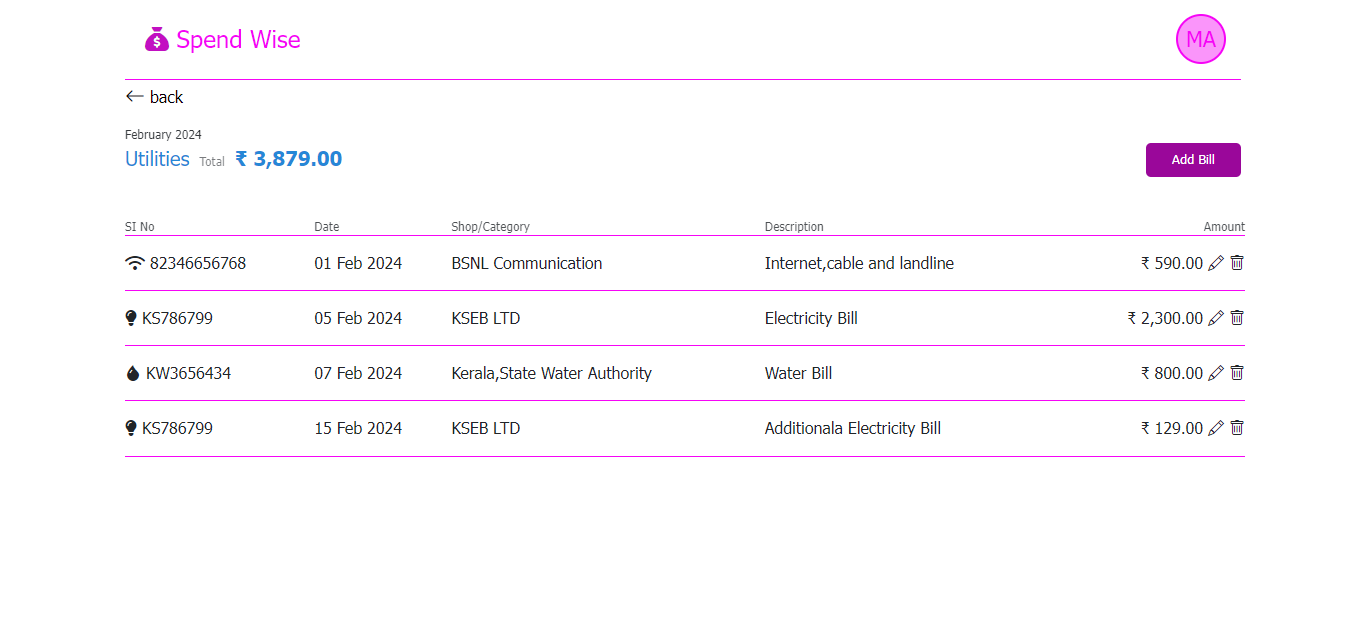 Spend Wise
MA
back
February 2024
Utilities Total ₹ 3,879.00
Add Bill
SI No Date Shop/Category Description Amount
82346656768 01 Feb 2024 BSNL Communication Internet,cable and landline ₹ 590.00
KS786799 05 Feb 2024 KSEB LTD Electricity Bill ₹ 2,300.00
KW3656434 07 Feb 2024 Kerala,State Water Authority Water Bill ₹ 800.00
KS786799 15 Feb 2024 KSEB LTD Additionala Electricity Bill ₹ 129.00